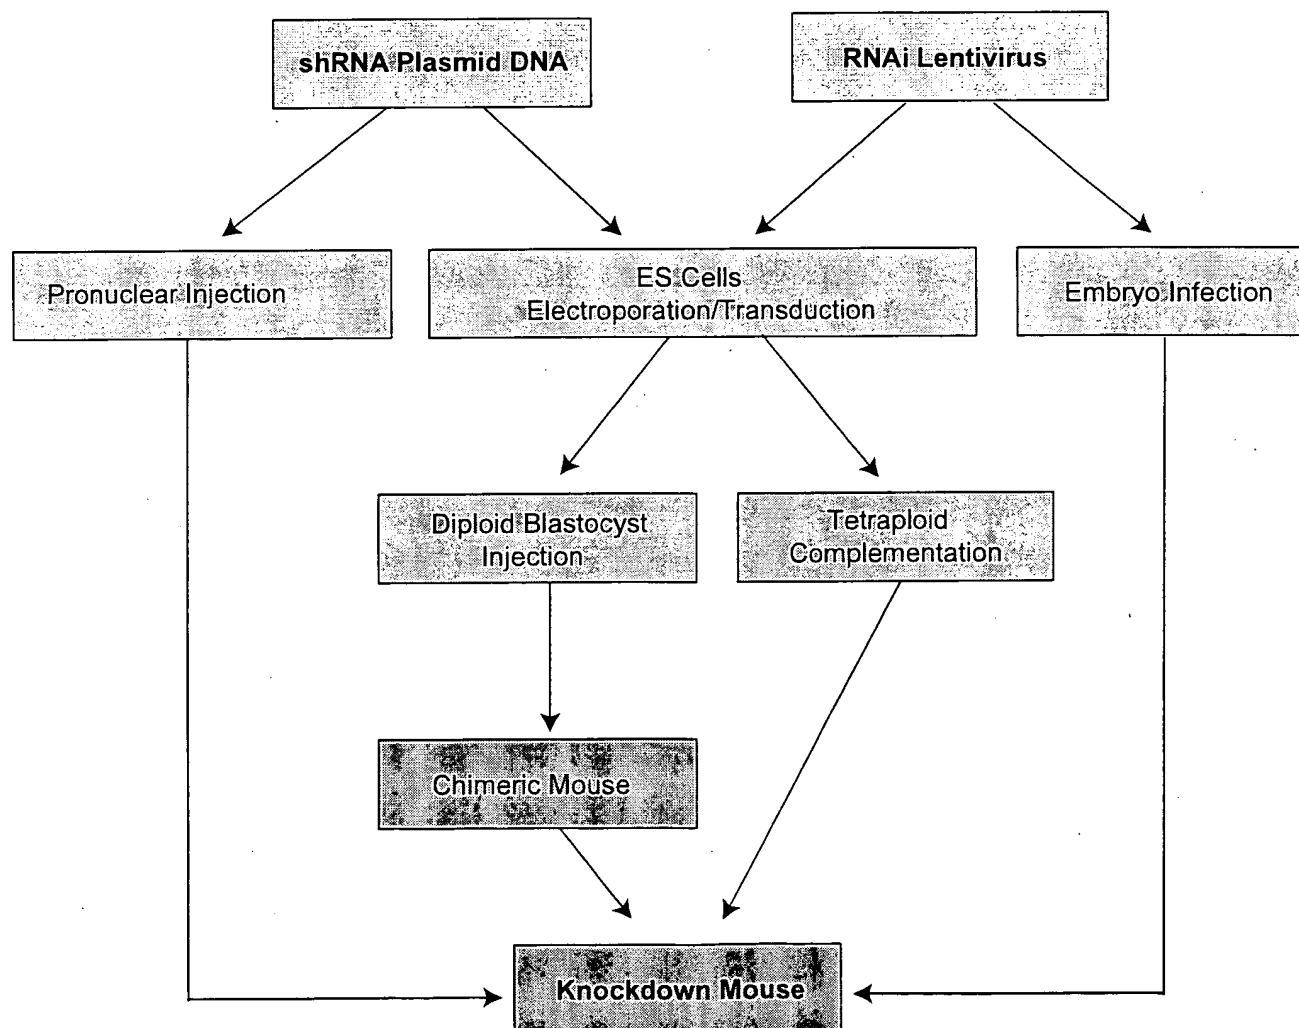 shRNA Plasmid DNA
RNAi Lentivirus
Pronuclear Injection
ES Cells
Electroporation/Transduction
Embryo Infection
Diploid Blastocyst
Injection
Tetraploid
Complementation
Chimeric Mouse
Knockdown Mouse